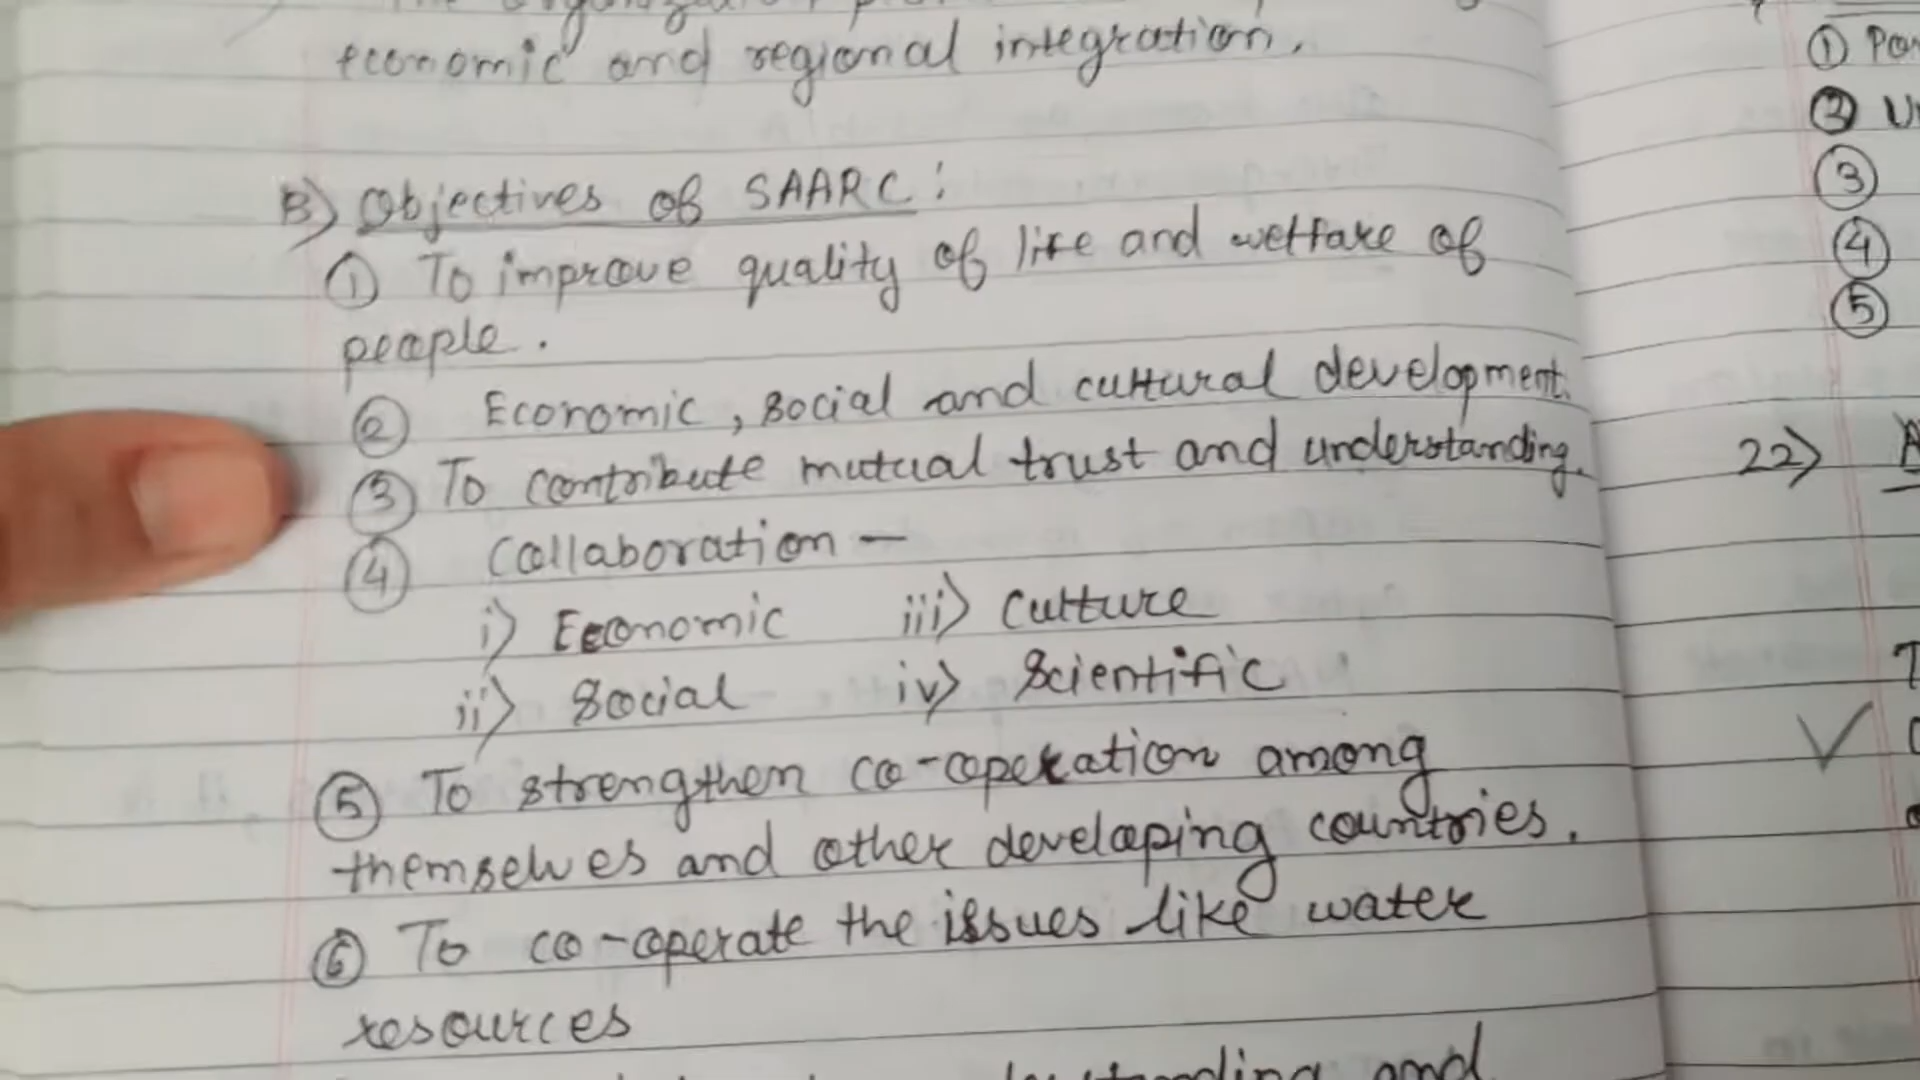 The
economic and regional integration.
B) Objectives of SAARC:
① To improve quality of life and welfare of
people.
② Economic, social and cultural development.
③ To contribute mutual trust and understanding.
④ Collaboration —
i) Economic iii) Culture
ii) Social iv) Scientific
⑤ To strengthen co-operation among
themselves and other developing countries.
⑥ To co-operate the issues like water
resources
and
①
②
③
④
⑤
22)